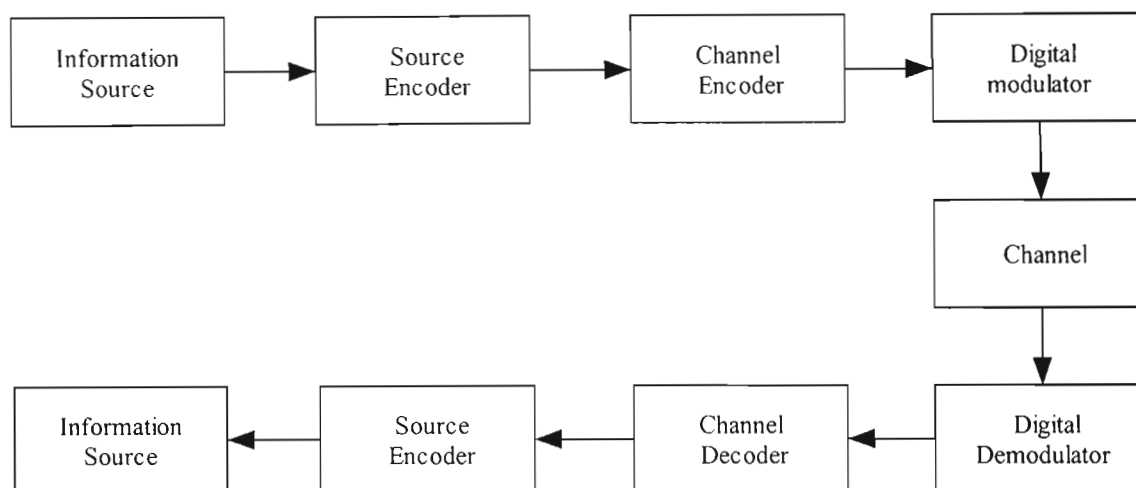 Information
Source
Source
Encoder
Channel
Encoder
Digital
modulator
Channel
Information
Source
Source
Encoder
Channel
Decoder
Digital
Demodulator